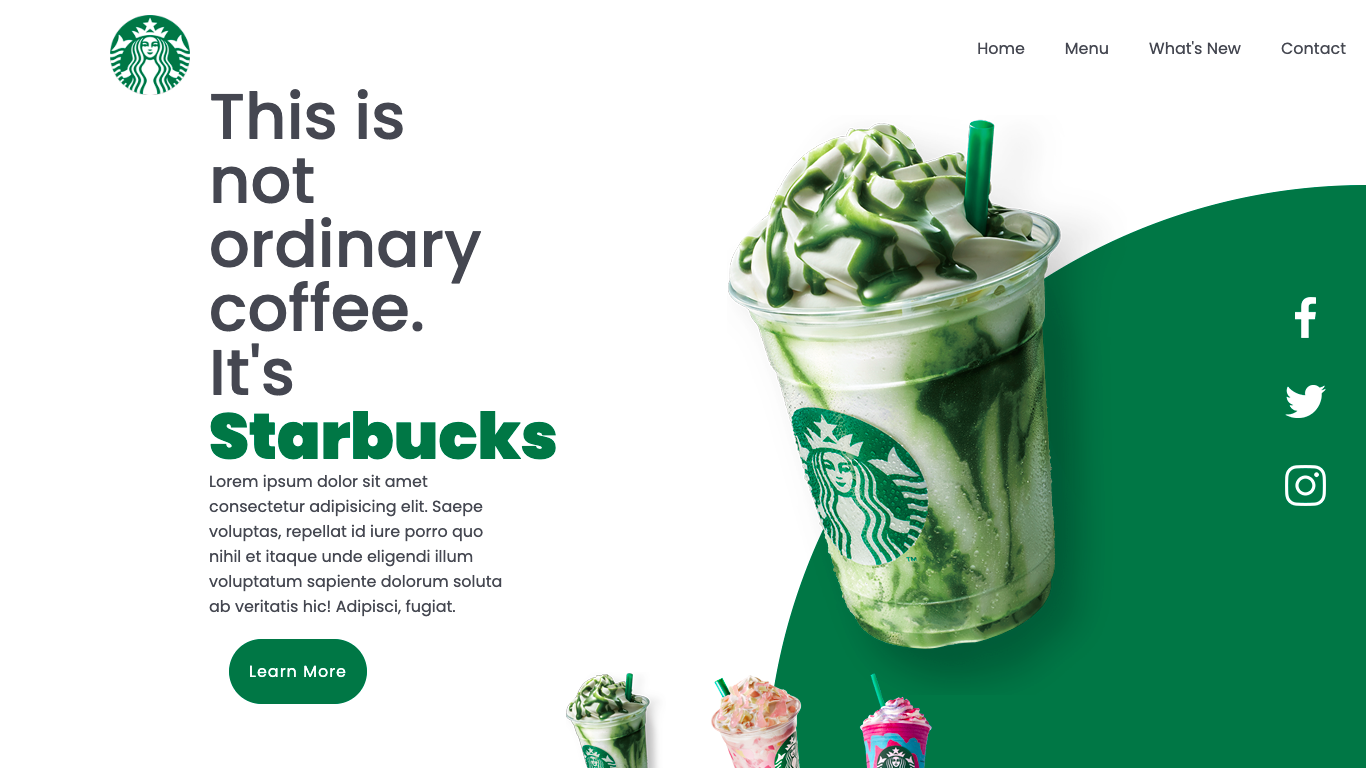 Home
Menu
What's New
Contact
This is
not
ordinary
coffee.
It's
Starbucks
Lorem ipsum dolor sit amet
consectetur adipisicing elit. Saepe
voluptas, repellat id iure porro quo
nihil et itaque unde eligendi illum
voluptatum sapiente dolorum soluta
ab veritatis hic! Adipisci, fugiat.
Learn More
TM